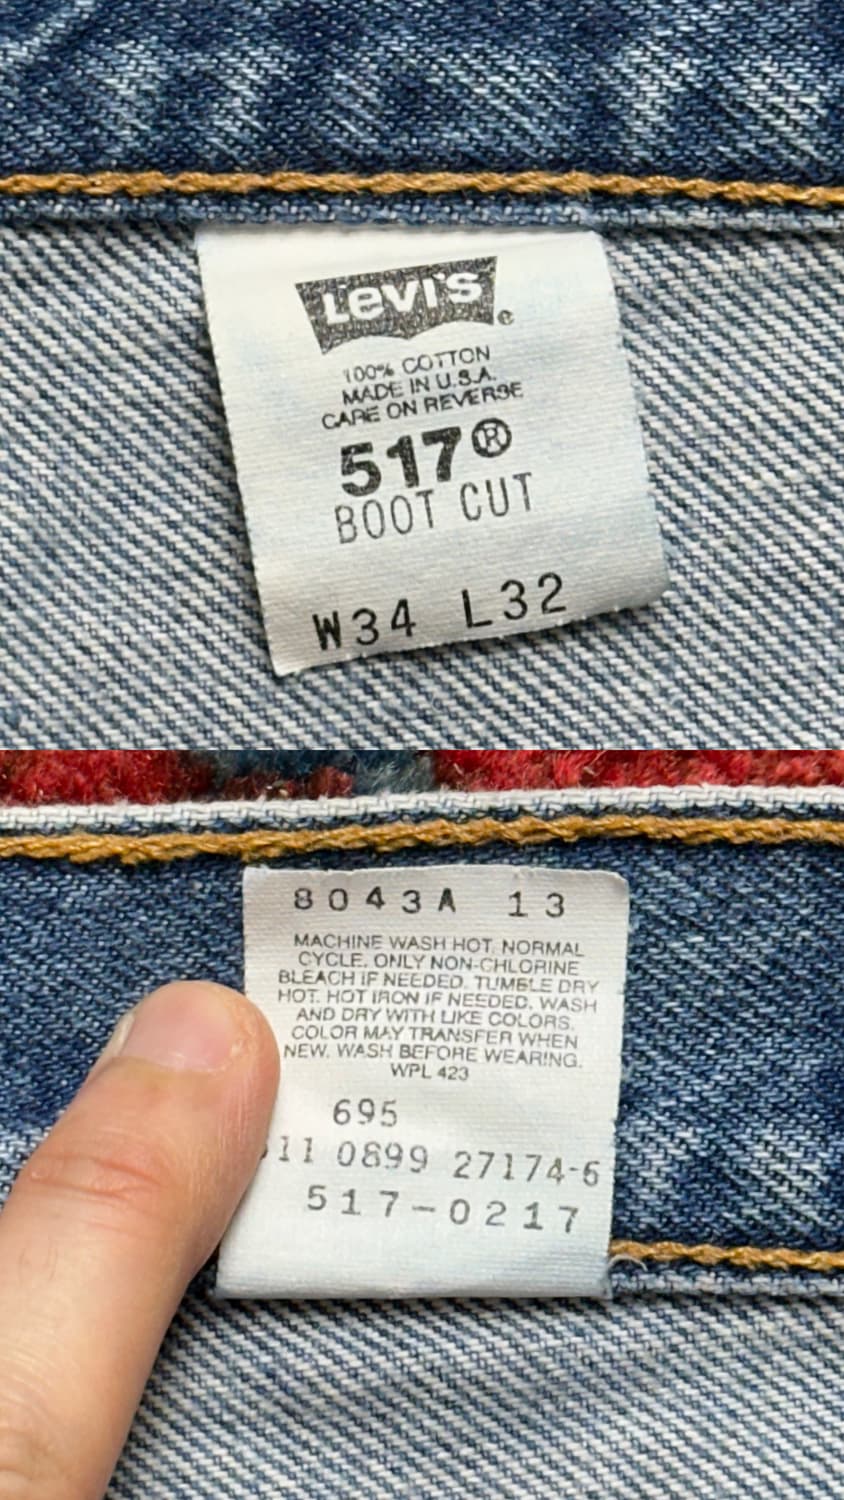 Levi's®
100% COTTON
MADE IN U.S.A.
CARE ON REVERSE
517®
BOOT CUT
W34 L32
8043A 13
MACHINE WASH HOT, NORMAL
CYCLE. ONLY NON-CHLORINE
BLEACH IF NEEDED. TUMBLE DRY
HOT. HOT IRON IF NEEDED. WASH
AND DRY WITH LIKE COLORS.
COLOR MAY TRANSFER WHEN
NEW. WASH BEFORE WEARING.
WPL 423
695
11 0899 27174-6
517-0217